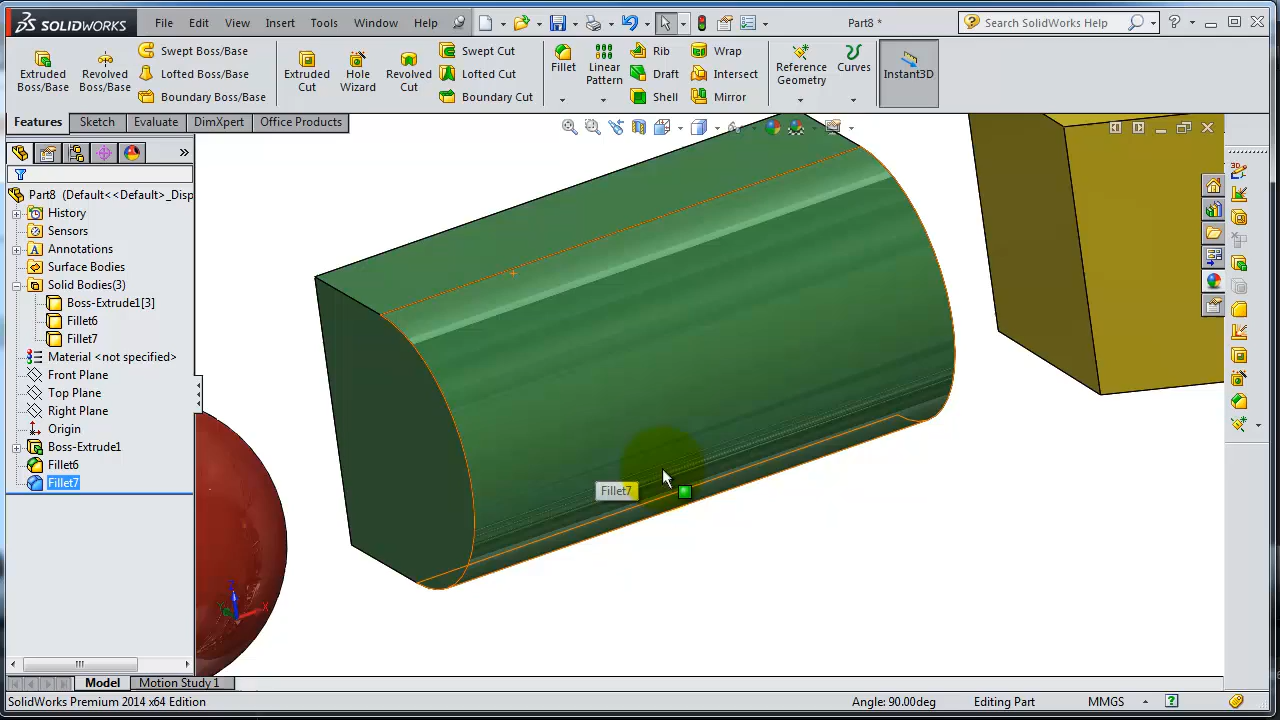 SOLIDWORKS File Edit View Insert Tools Window Help Part8 * Search SolidWorks Help
Extruded Boss/Base
Revolved Boss/Base
Swept Boss/Base
Lofted Boss/Base
Boundary Boss/Base
Extruded Cut
Hole Wizard
Revolved Cut
Swept Cut
Lofted Cut
Boundary Cut
Fillet
Linear Pattern
Rib
Draft
Shell
Wrap
Intersect
Mirror
Reference Geometry
Curves
Instant3D
Features Sketch Evaluate DimXpert Office Products
Part8 (Default<<Default>_Disp
History
Sensors
Annotations
Surface Bodies
Solid Bodies(3)
Boss-Extrude1[3]
Fillet6
Fillet7
Material <not specified>
Front Plane
Top Plane
Right Plane
Origin
Boss-Extrude1
Fillet6
Fillet7
Fillet7
Model Motion Study 1
SolidWorks Premium 2014 x64 Edition Angle: 90.00deg Editing Part MMGS